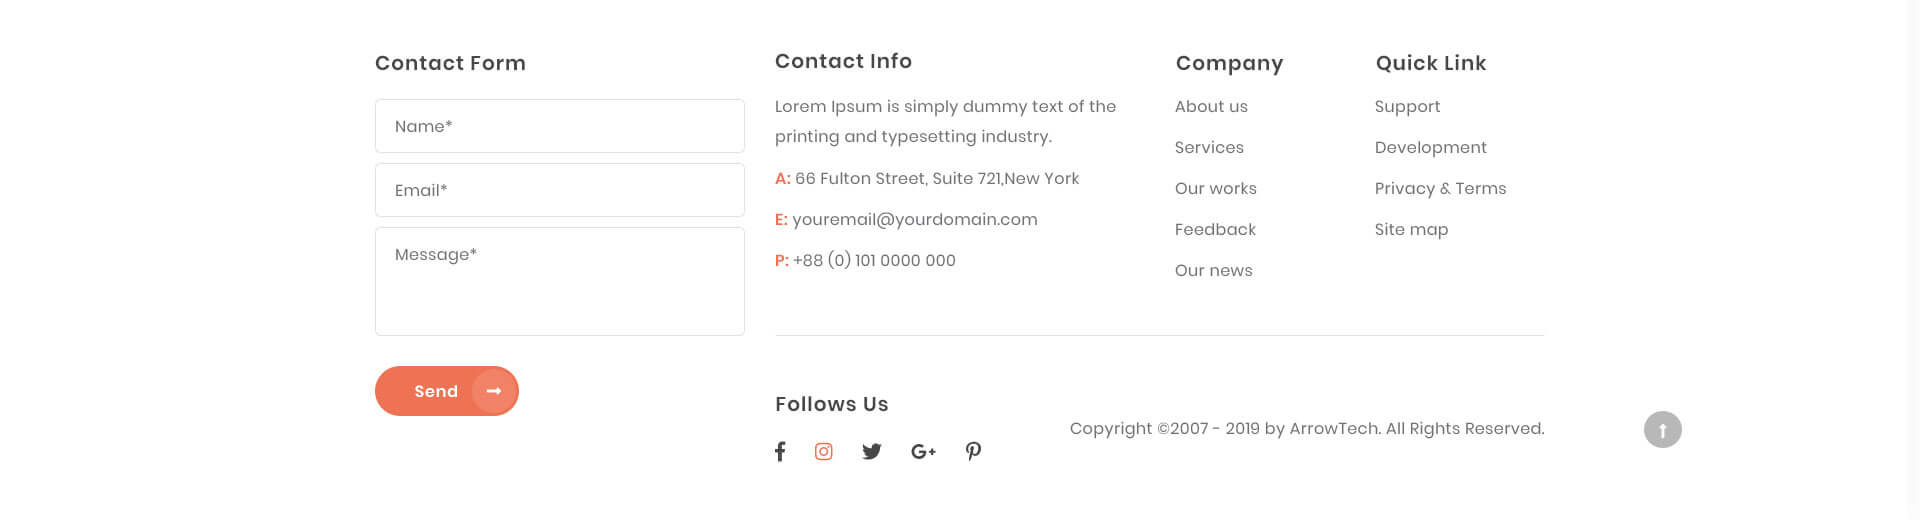 Contact Form
Name*
Email*
Message*
Send
Contact Info
Lorem Ipsum is simply dummy text of the
printing and typesetting industry.
A: 66 Fulton Street, Suite 721,New York
E: youremail@yourdomain.com
P: +88 (0) 101 0000 000
Company
About us
Services
Our works
Feedback
Our news
Quick Link
Support
Development
Privacy & Terms
Site map
Follows Us
Copyright ©2007 - 2019 by ArrowTech. All Rights Reserved.